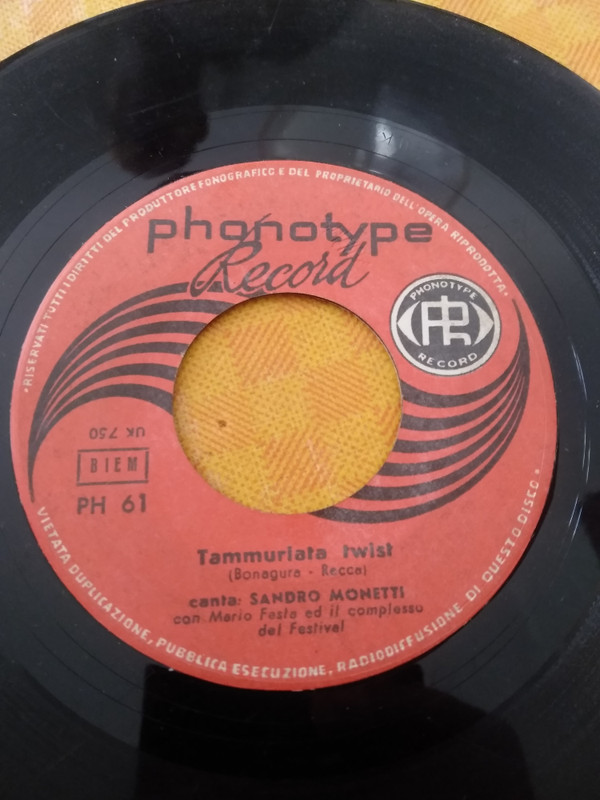 •RISERVATI TUTTI I DIRITTI DEL PRODUTTORE FONOGRAFICO E DEL PROPRIETARIO DELL'OPERA RIPRODOTTA•
phonotype
Record
PHONOTYPE
PR
RECORD
UK 750
BIEM
PH 61
Tammuriata twist
(Bonagura - Recca)
canta: SANDRO MONETTI
con Mario Festa ed il complesso
del Festival
VIETATA DUPLICAZIONE, PUBBLICA ESECUZIONE, RADIODIFFUSIONE DI QUESTO DISCO •